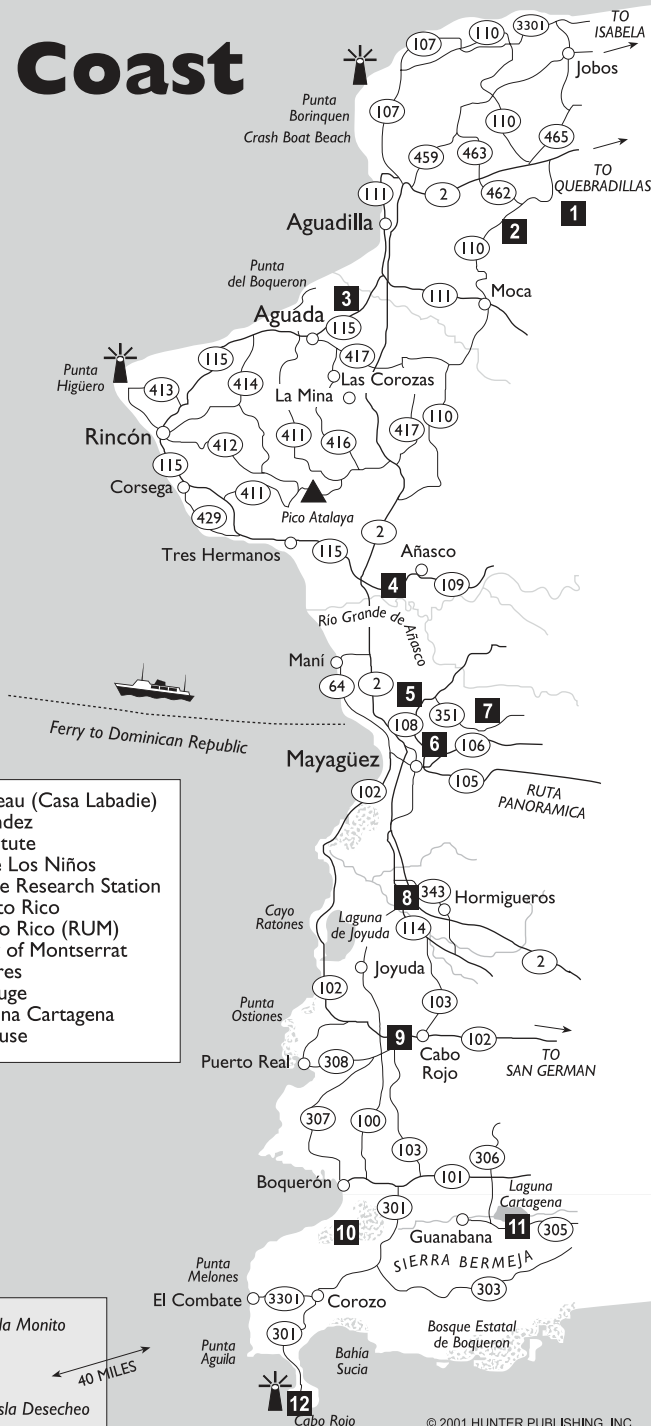 Coast
TO
ISABELA
3301
110
107
Jobos
Punta
Borinquen
Crash Boat Beach
107
110
465
459
463
TO
QUEBRADILLAS
111
2
462
1
Aguadilla
2
110
Punta
del Boqueron
3
111
Moca
Aguada
115
115
417
Punta
Higüero
413
414
Las Corozas
La Mina
110
Rincón
412
411
416
417
115
Corsega
411
Pico Atalaya
429
2
Tres Hermanos
115
Añasco
4
109
Río Grande de Añasco
Maní
64
2
5
351
7
108
Ferry to Dominican Republic
6
106
Mayagüez
105
RUTA
PANORAMICA
102
eau (Casa Labadie)
ndez
tute
e Los Niños
e Research Station
to Rico
o Rico (RUM)
of Montserrat
res
uge
na Cartagena
use
8
343
Hormigueros
Cayo
Ratones
Laguna
de Joyuda
114
2
Joyuda
102
103
Punta
Ostiones
9
Cabo
Rojo
102
TO
SAN GERMAN
Puerto Real
308
307
100
103
306
Boquerón
101
Laguna
Cartagena
301
10
Guanabana
11
305
SIERRA BERMEJA
303
Punta
Melones
El Combate
3301
Corozo
301
Bosque Estatal
de Boqueron
Punta
Aguila
Bahía
Sucia
la Monito
40 MILES
sla Desecheo
12
Cabo Rojo
© 2001 HUNTER PUBLISHING, INC